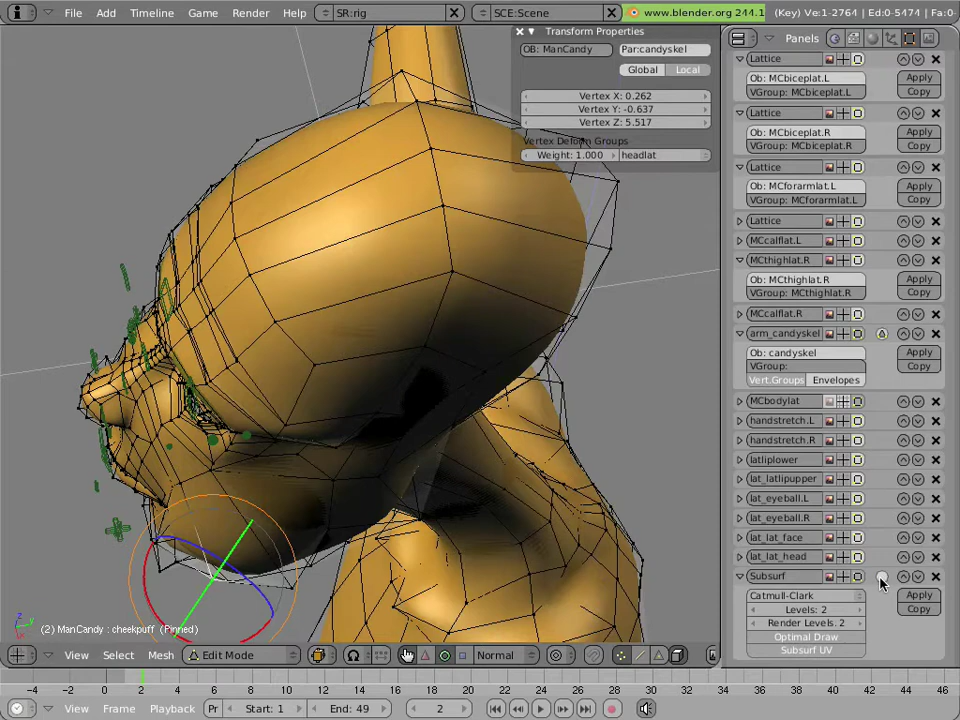 File Add Timeline Game Render Help SR:rig SCE:Scene www.blender.org 244.1 (Key) Ve:1-2764 | Ed:0-5474 | Fa:0
Transform Properties
OB: ManCandy Par:candyskel
Global Local
Vertex X: 0.262
Vertex Y: -0.637
Vertex Z: 5.517
Vertex Deform Groups
Weight: 1.000 headlat
Panels
Lattice
Ob: MCbiceplat.L Apply
VGroup: MCbiceplat.L Copy
Lattice
Ob: MCbiceplat.R Apply
VGroup: MCbiceplat.R Copy
Lattice
Ob: MCforarmlat.L Apply
VGroup: MCforarmlat.L Copy
Lattice
MCcalflat.L
MCthighlat.R
Ob: MCthighlat.R Apply
VGroup: MCthighlat.R Copy
MCcalflat.R
arm_candyskel
Ob: candyskel Apply
VGroup: Copy
Vert.Groups Envelopes
MCbodylat
handstretch.L
handstretch.R
latliplower
lat_latlipupper
lat_eyeball.L
lat_eyeball.R
lat_lat_face
lat_lat_head
Subsurf
Catmull-Clark Apply
Levels: 2 Copy
Render Levels: 2
Optimal Draw
Subsurf UV
z y x
(2) ManCandy : cheekpuff (Pinned)
View Select Mesh Edit Mode Normal
-4 -2 0 2 4 6 8 10 12 14 16 18 20 22 24 26 28 30 32 34 36 38 40 42 44 46
View Frame Playback Pr Start: 1 End: 49 2